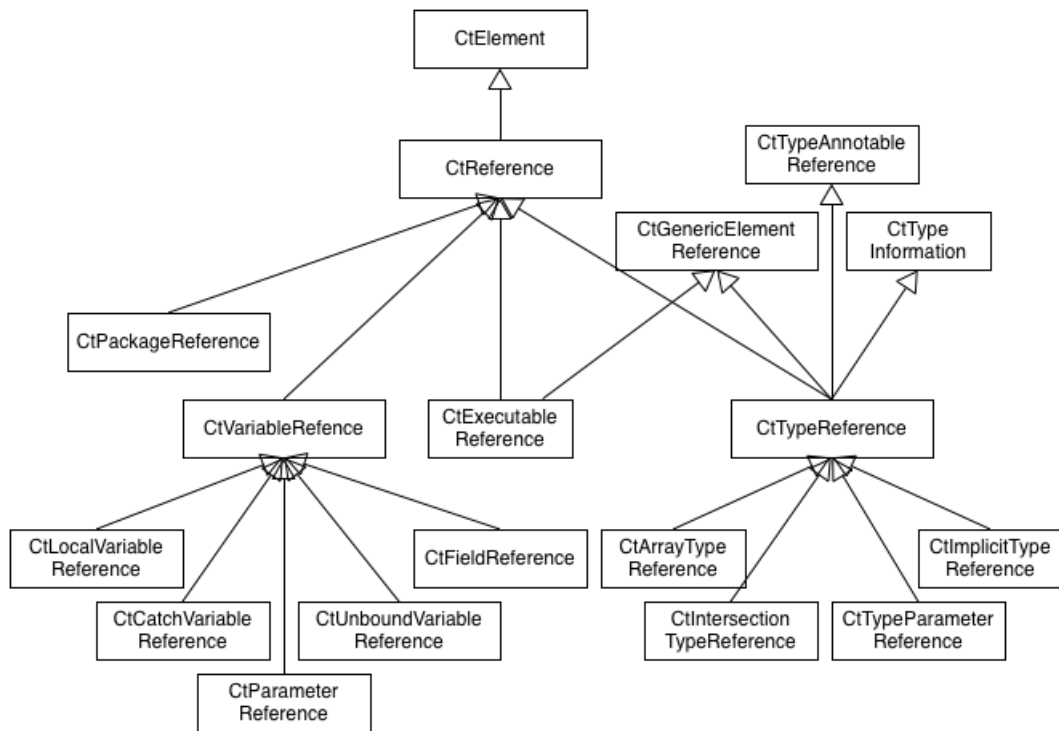 CtElement
CtReference
CtTypeAnnotable
Reference
CtGenericElement
Reference
CtType
Information
CtPackageReference
CtVariableRefence
CtExecutable
Reference
CtTypeReference
CtLocalVariable
Reference
CtFieldReference
CtArrayType
Reference
CtImplicitType
Reference
CtCatchVariable
Reference
CtUnboundVariable
Reference
CtIntersection
TypeReference
CtTypeParameter
Reference
CtParameter
Reference